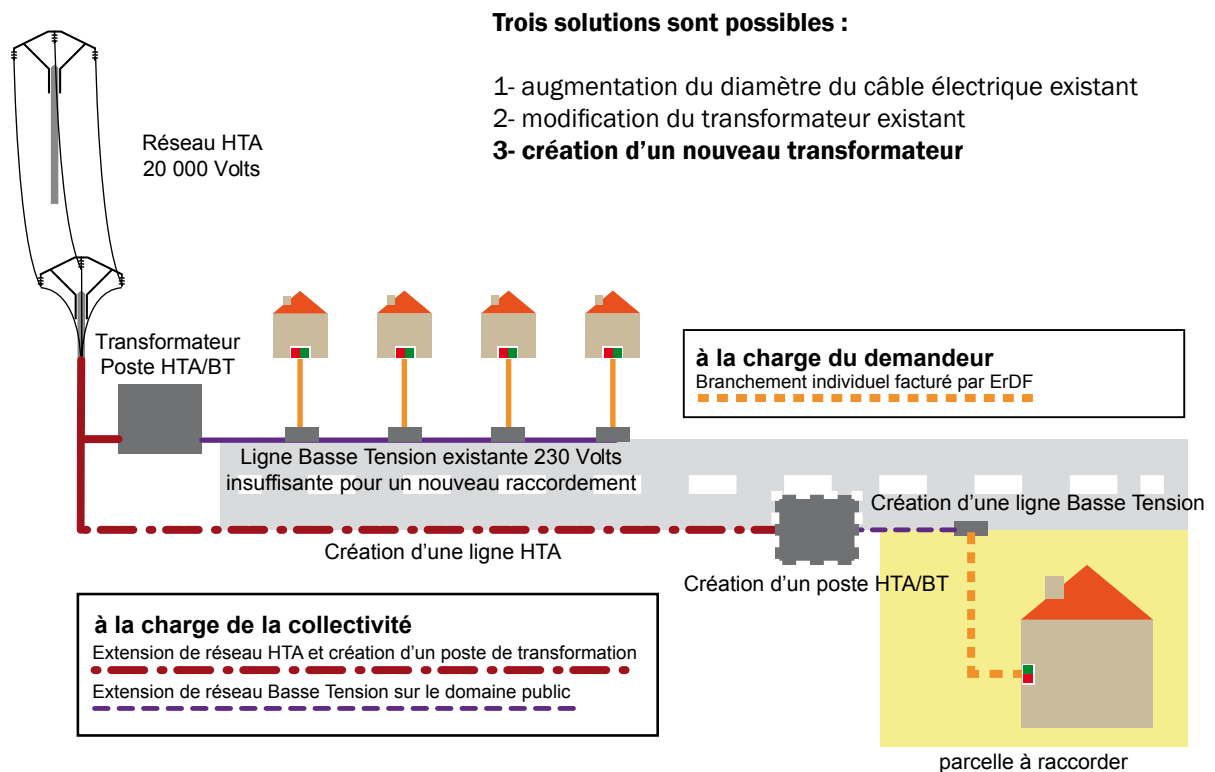 Trois solutions sont possibles :
1- augmentation du diamètre du câble électrique existant
2- modification du transformateur existant
3- création d'un nouveau transformateur
Réseau HTA
20 000 Volts
Transformateur
Poste HTA/BT
à la charge du demandeur
Branchement individuel facturé par ErDF
Ligne Basse Tension existante 230 Volts
insuffisante pour un nouveau raccordement
Création d'une ligne Basse Tension
Création d'une ligne HTA
Création d'un poste HTA/BT
à la charge de la collectivité
Extension de réseau HTA et création d'un poste de transformation
Extension de réseau Basse Tension sur le domaine public
parcelle à raccorder